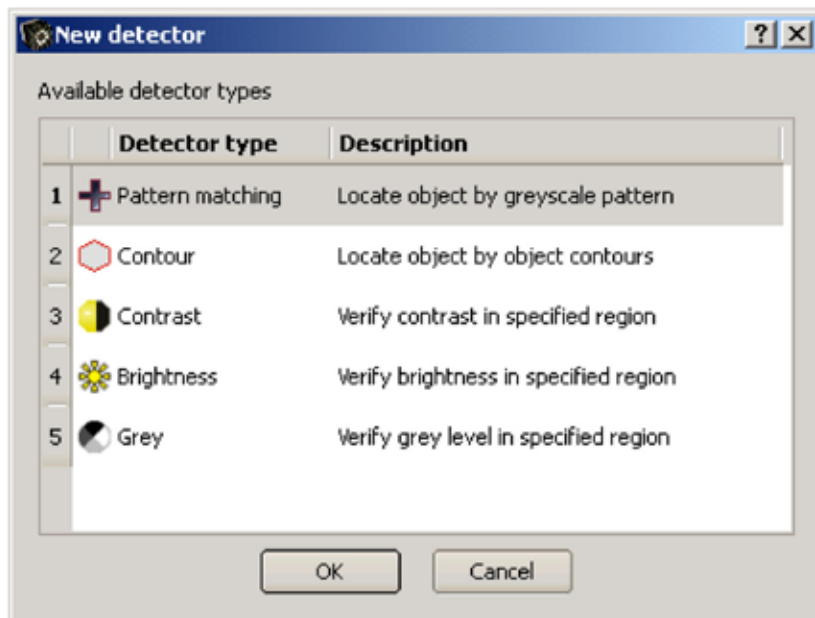 New detector
Available detector types
Detector type Description
1 Pattern matching Locate object by greyscale pattern
2 Contour Locate object by object contours
3 Contrast Verify contrast in specified region
4 Brightness Verify brightness in specified region
5 Grey Verify grey level in specified region
OK Cancel